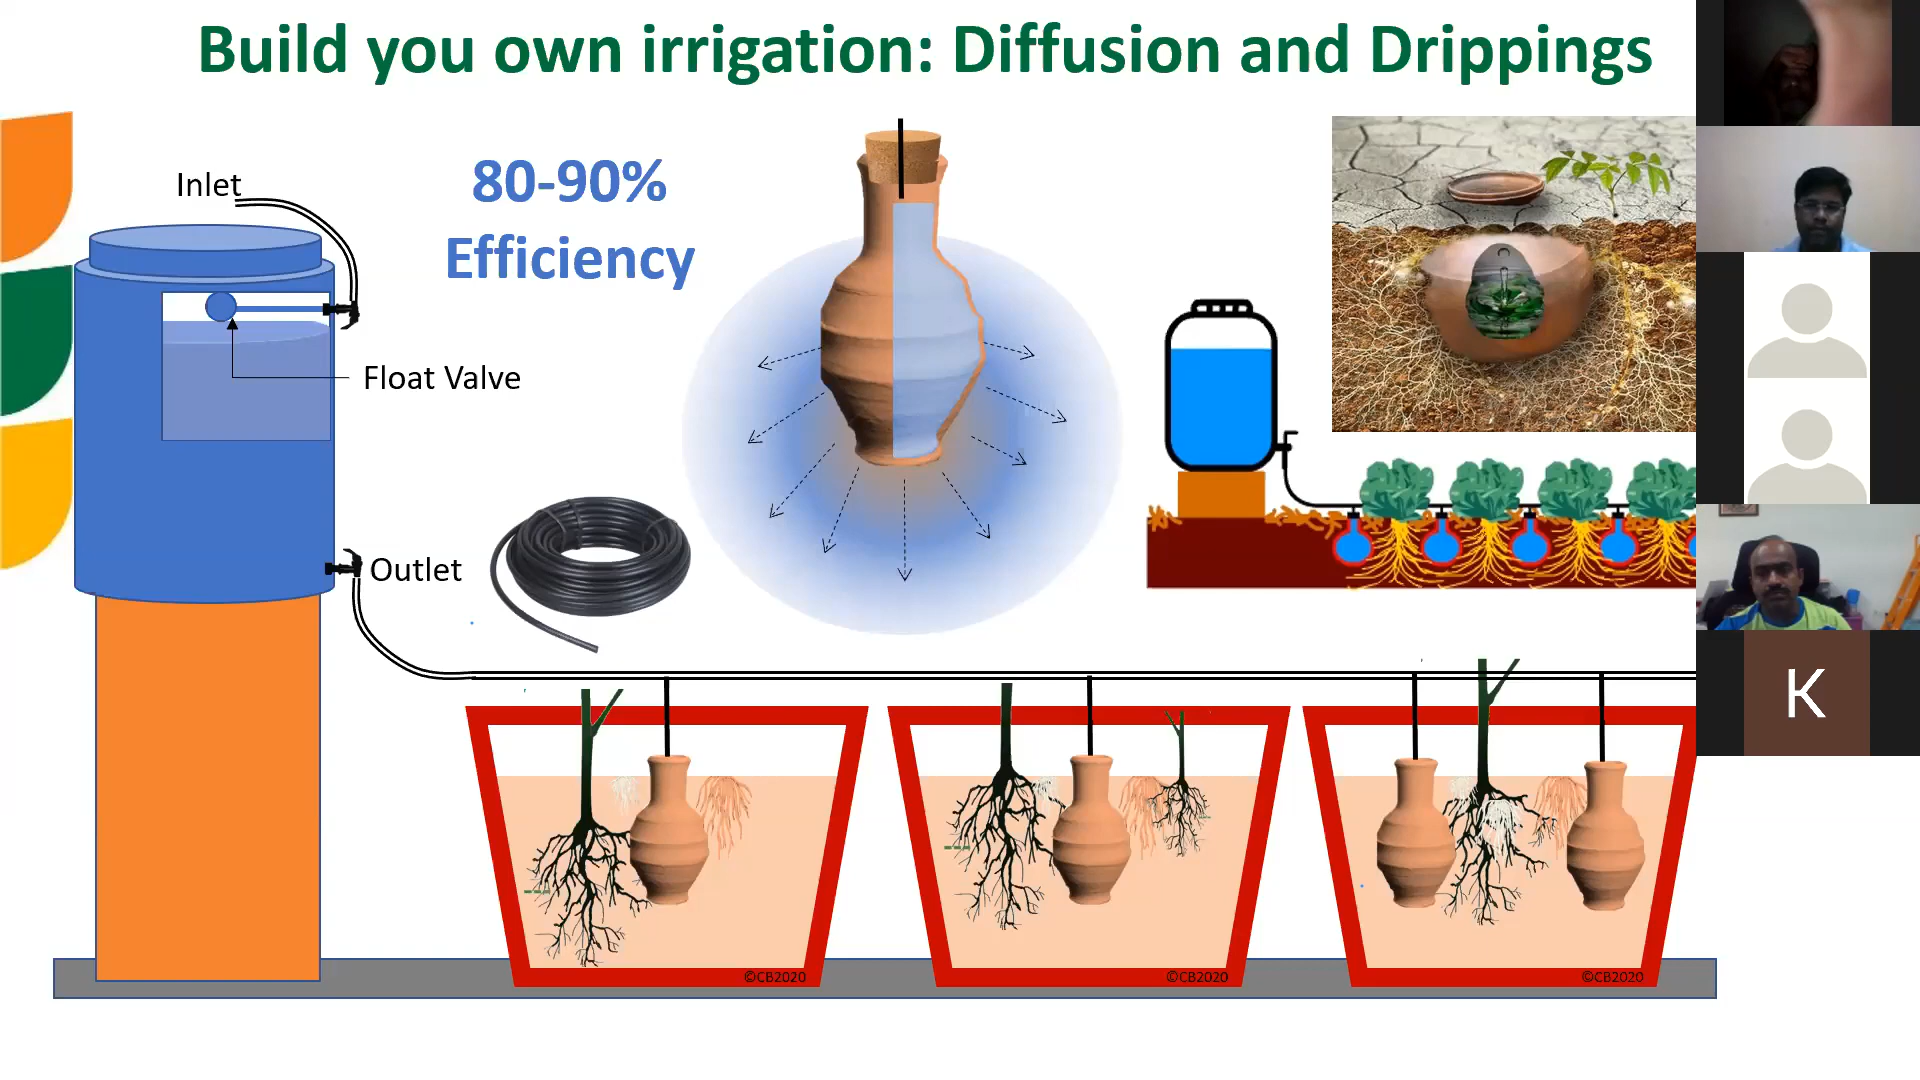 Build you own irrigation: Diffusion and Drippings
Inlet
80-90%
Efficiency
Float Valve
Outlet
©CB2020
©CB2020
©CB2020
K